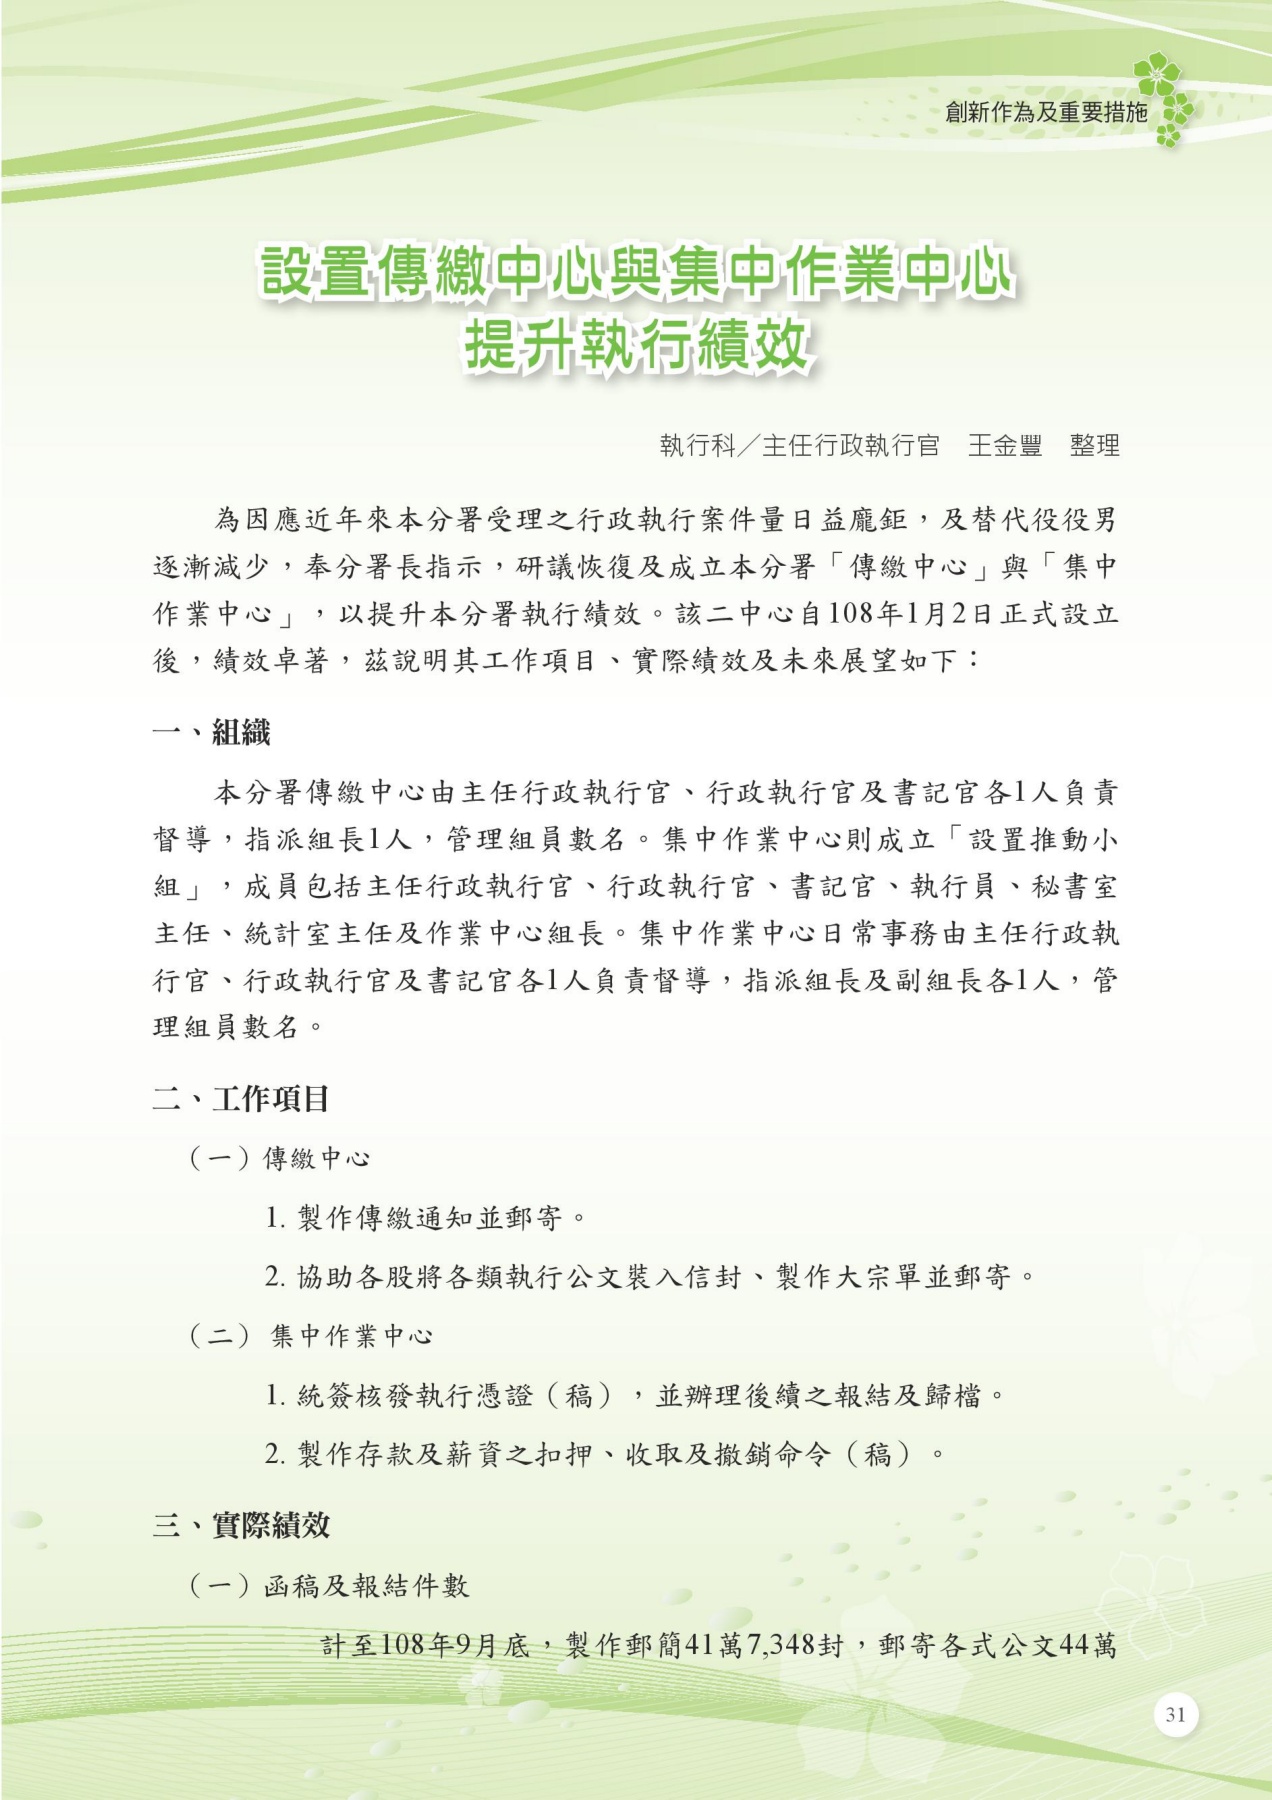 創新作為及重要措施
設置傳繳中心與集中作業中心
提升執行績效
執行科／主任行政執行官　王金豐　整理
為因應近年來本分署受理之行政執行案件量日益龐鉅，及替代役役男
逐漸減少，奉分署長指示，研議恢復及成立本分署「傳繳中心」與「集中
作業中心」，以提升本分署執行績效。該二中心自108年1月2日正式設立
後，績效卓著，茲說明其工作項目、實際績效及未來展望如下：
一、組織
本分署傳繳中心由主任行政執行官、行政執行官及書記官各1人負責
督導，指派組長1人，管理組員數名。集中作業中心則成立「設置推動小
組」，成員包括主任行政執行官、行政執行官、書記官、執行員、秘書室
主任、統計室主任及作業中心組長。集中作業中心日常事務由主任行政執
行官、行政執行官及書記官各1人負責督導，指派組長及副組長各1人，管
理組員數名。
二、工作項目
（一）傳繳中心
1. 製作傳繳通知並郵寄。
2. 協助各股將各類執行公文裝入信封、製作大宗單並郵寄。
（二） 集中作業中心
1. 統簽核發執行憑證（稿），並辦理後續之報結及歸檔。
2. 製作存款及薪資之扣押、收取及撤銷命令（稿）。
三、實際績效
（一）函稿及報結件數
計至108年9月底，製作郵簡41萬7,348封，郵寄各式公文44萬
31